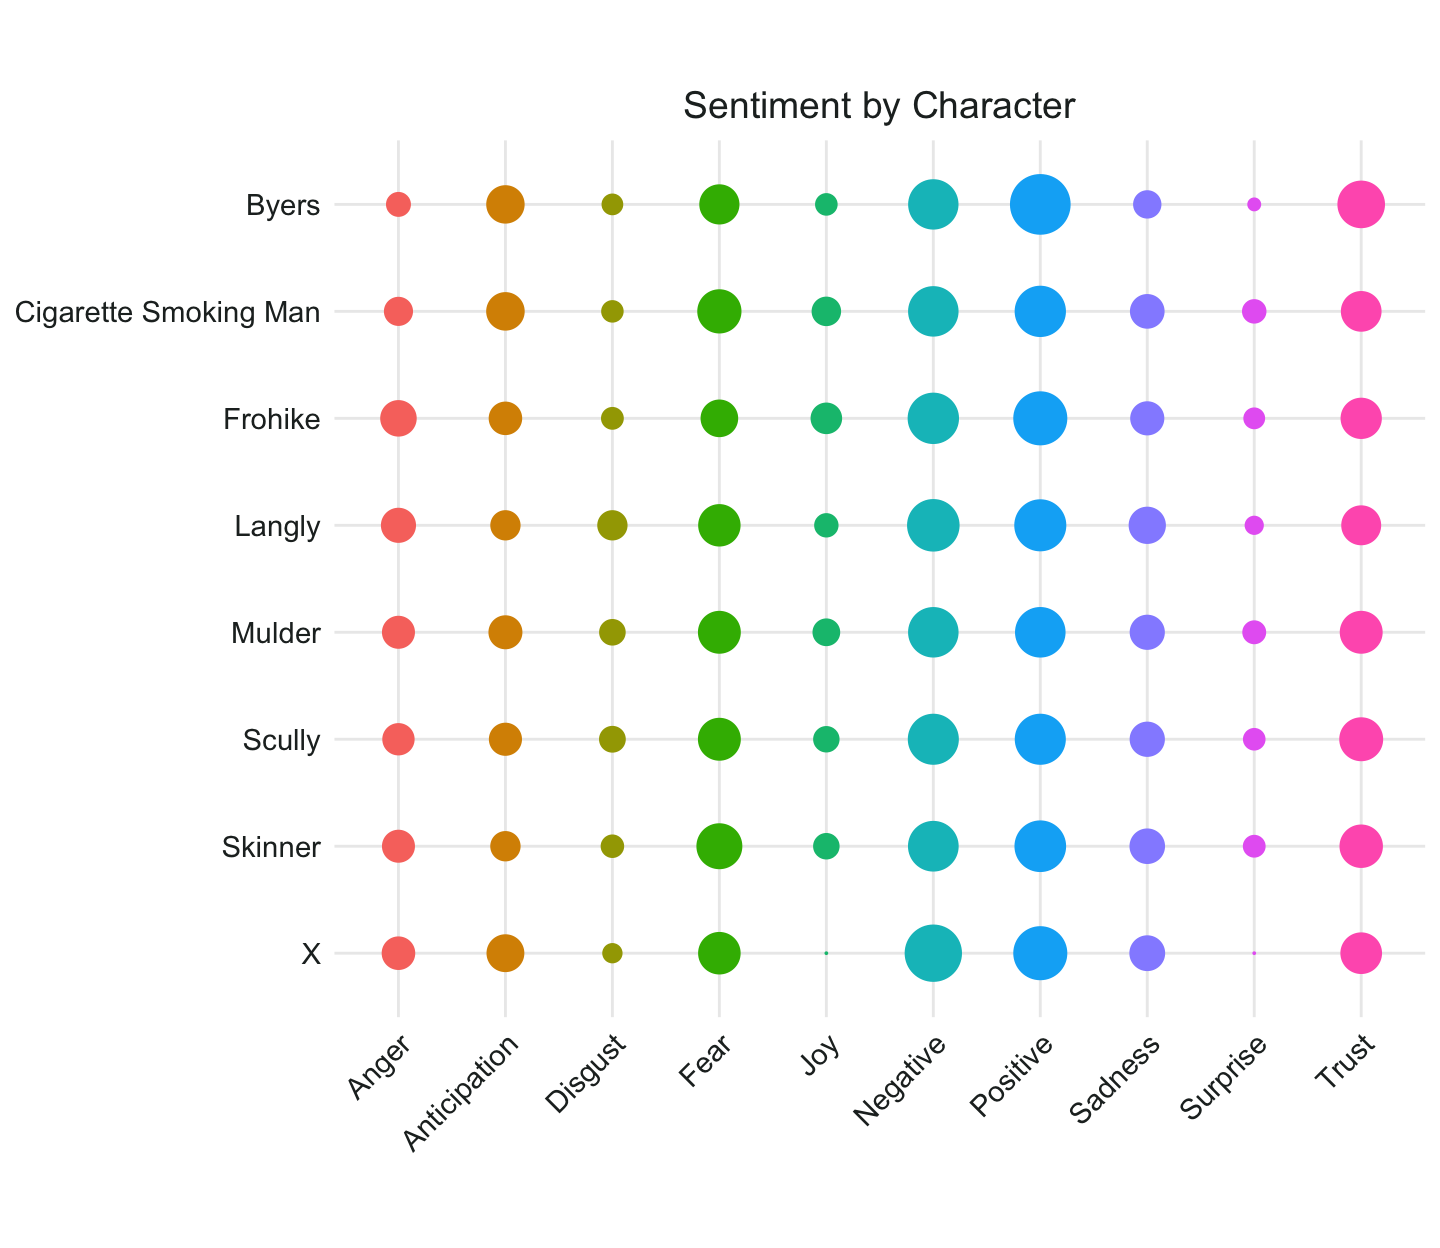 Sentiment by Character
Byers
Cigarette Smoking Man
Frohike
Langly
Mulder
Scully
Skinner
X
Anger
Anticipation
Disgust
Fear
Joy
Negative
Positive
Sadness
Surprise
Trust